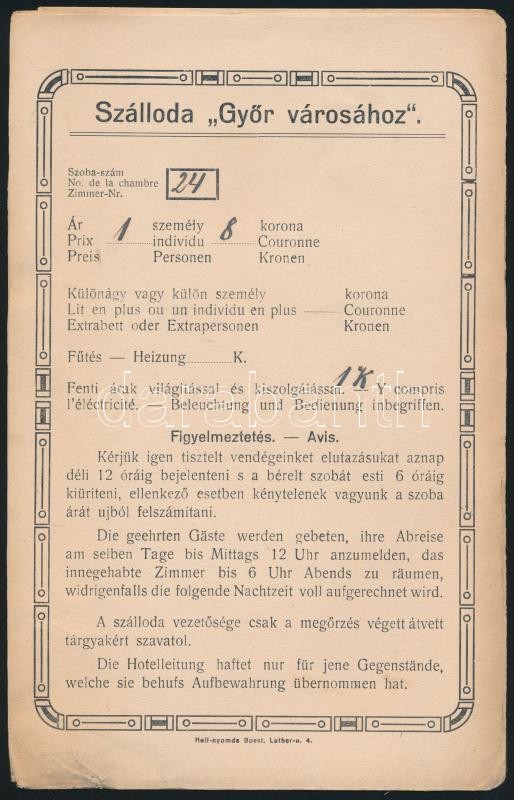 Szálloda „Győr városához".
Szoba-szám
No. de la chambre 24
Zimmer-Nr.
Ár személy korona
Prix 1 individu 8 Couronne
Preis Personen Kronen
Különágy vagy külön személy korona
Lit en plus ou un individu en plus Couronne
Extrabett oder Extrapersonen Kronen
Fűtés — Heizung K.
1K
Fenti árak világitással és kiszolgálással. — Y compris
l'éléctricité. — Beleuchtung und Bedienung inbegriffen.
darabanth
Figyelmeztetés. — Avis.
Kérjük igen tisztelt vendégeinket elutazásukat aznap
déli 12 óráig bejelenteni s a bérelt szobát esti 6 óráig
kiüriteni, ellenkező esetben kénytelenek vagyunk a szoba
árát ujból felszámitani.
Die geehrten Gäste werden gebeten, ihre Abreise
am selben Tage bis Mittags 12 Uhr anzumelden, das
innegehabte Zimmer bis 6 Uhr Abends zu räumen,
widrigenfalls die folgende Nachtzeit voll aufgerechnet wird.
A szálloda vezetősége csak a megőrzés végett átvett
tárgyakért szavatol.
Die Hotelleitung haftet nur für jene Gegenstände,
welche sie behufs Aufbewahrung übernommen hat.
Hell-nyomda Bpest, Luther-u. 4.